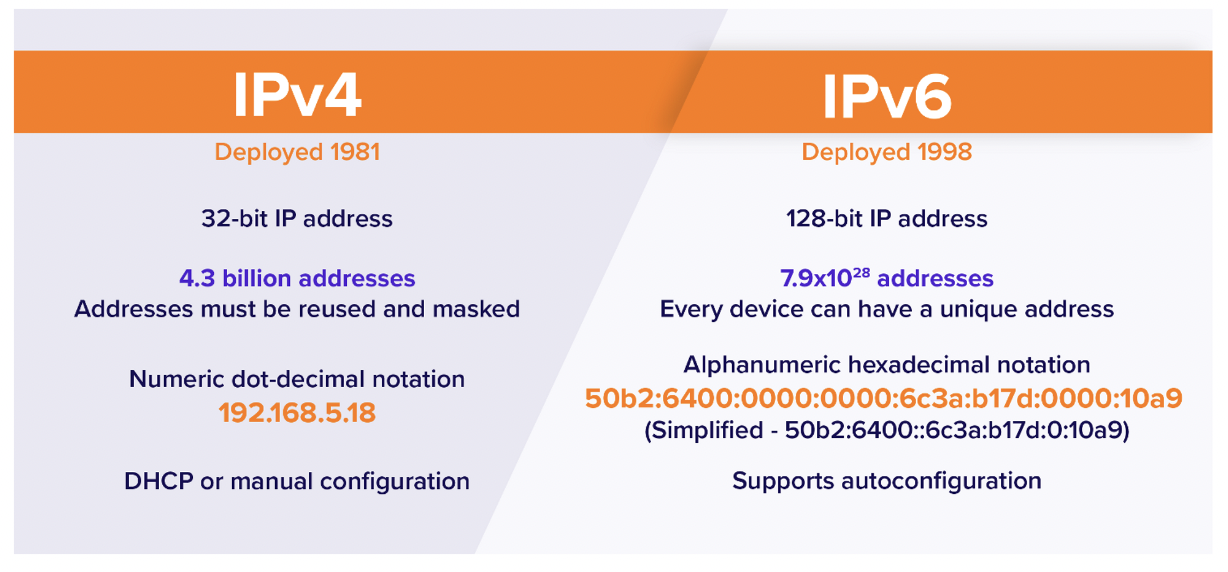 IPv4
Deployed 1981
32-bit IP address
4.3 billion addresses
Addresses must be reused and masked
Numeric dot-decimal notation
192.168.5.18
DHCP or manual configuration
IPv6
Deployed 1998
128-bit IP address
7.9x10²⁸ addresses
Every device can have a unique address
Alphanumeric hexadecimal notation
50b2:6400:0000:0000:6c3a:b17d:0000:10a9
(Simplified - 50b2:6400::6c3a:b17d:0:10a9)
Supports autoconfiguration